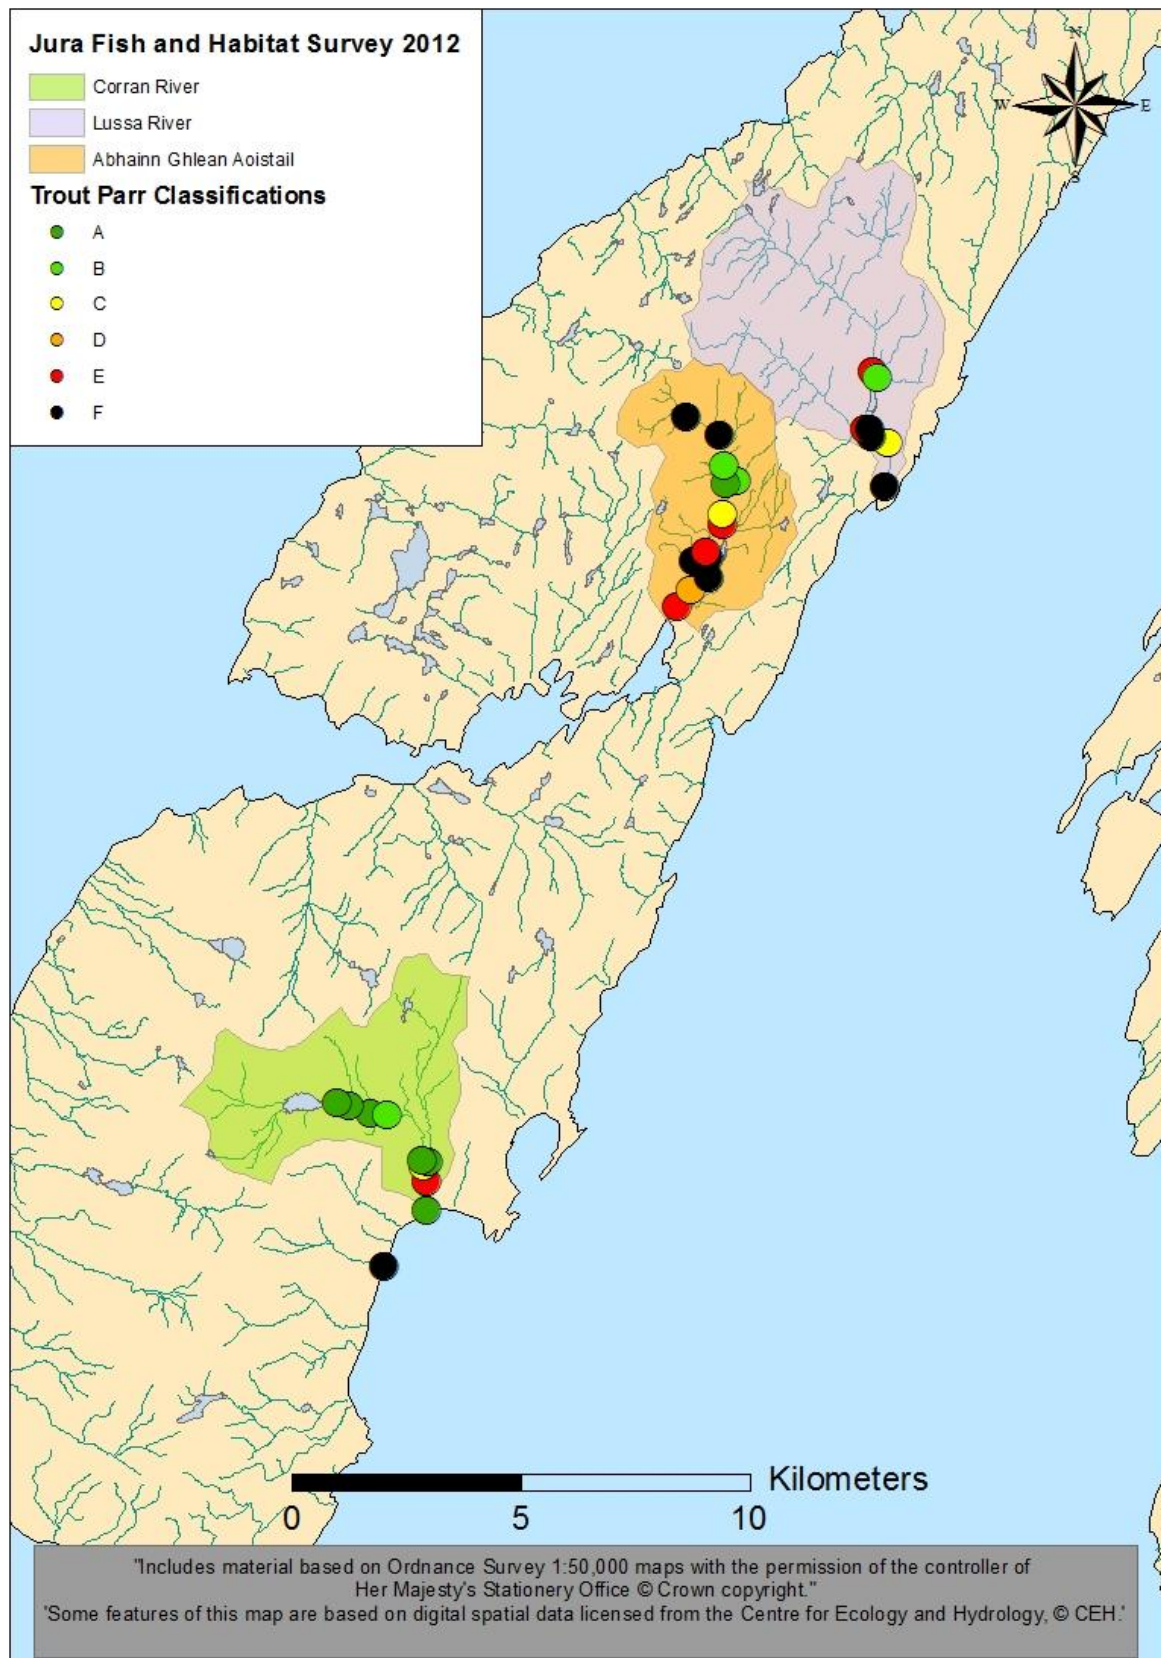 Jura Fish and Habitat Survey 2012
Corran River
Lussa River
Abhainn Ghlean Aoistail
Trout Parr Classifications
A
B
C
D
E
F
N
W
E
S
Kilometers
0 5 10
"Includes material based on Ordnance Survey 1:50,000 maps with the permission of the controller of
Her Majesty's Stationery Office © Crown copyright."
'Some features of this map are based on digital spatial data licensed from the Centre for Ecology and Hydrology, © CEH.'